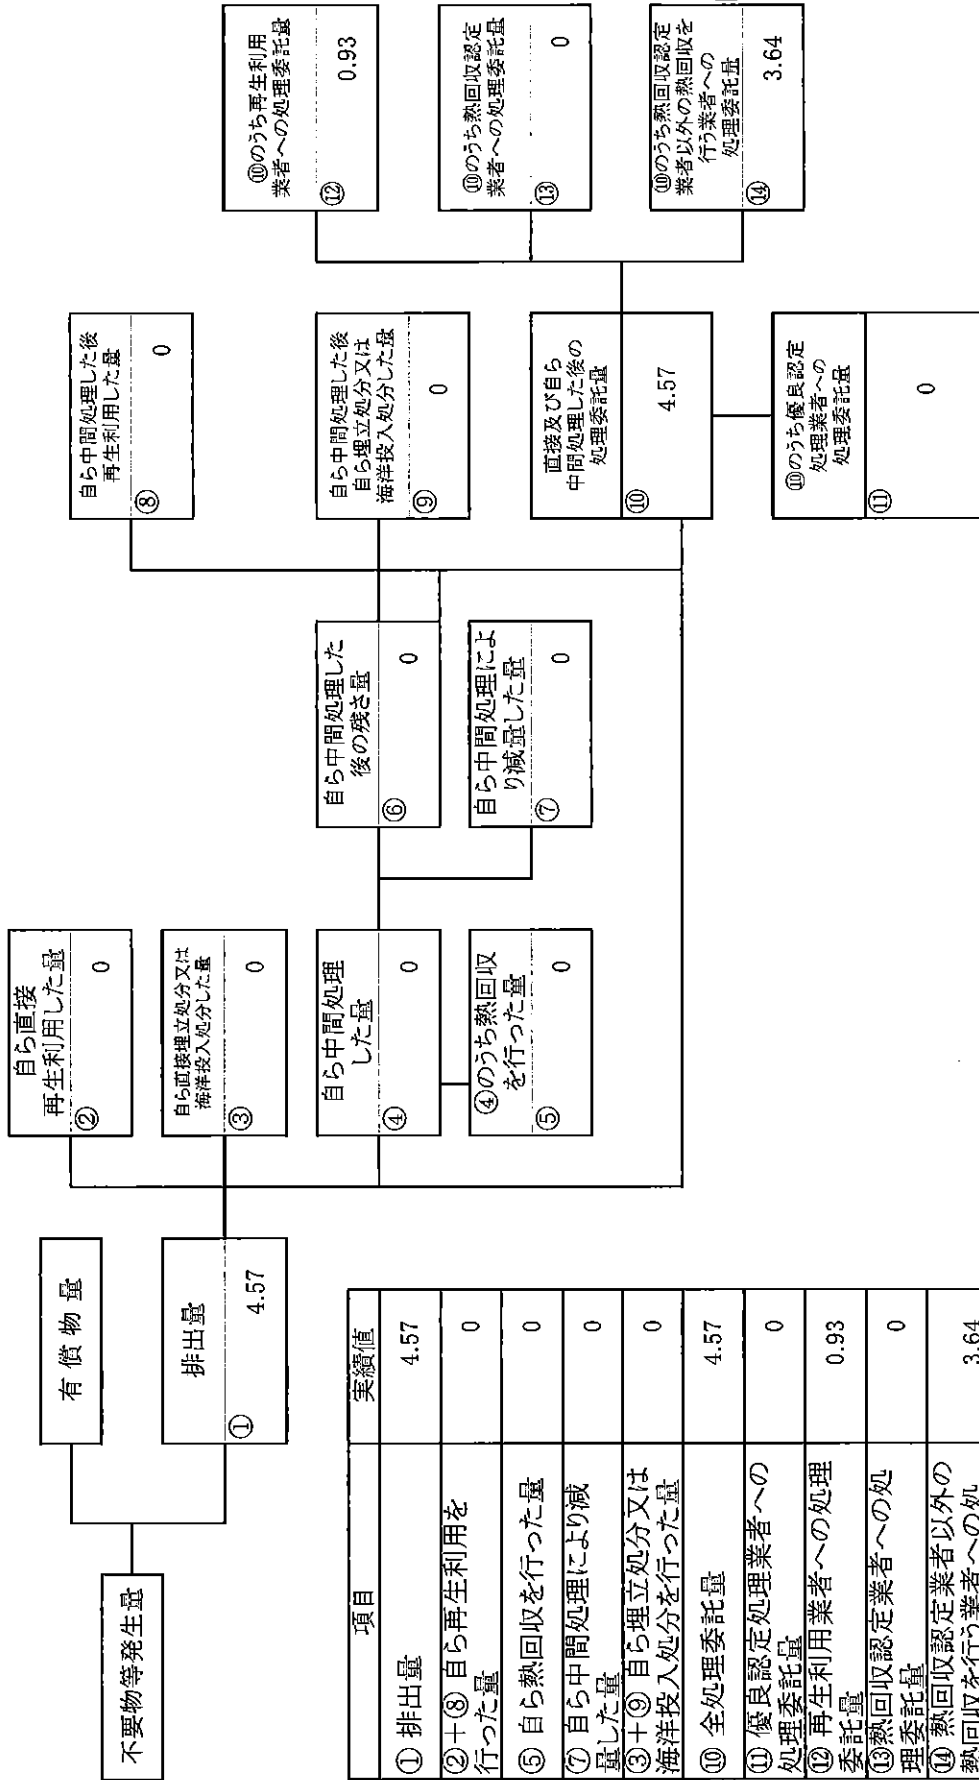 不要物等発生量
有償物量
排出量
① 4.57
自ら直接
再生利用した量
② 0
自ら直接埋立処分又は
海洋投入処分した量
③ 0
自ら中間処理
した量
④ 0
④のうち熱回収
を行った量
⑤ 0
自ら中間処理した
後の残さ量
⑥ 0
自ら中間処理によ
り減量した量
⑦ 0
自ら中間処理した後
再生利用した量
⑧ 0
自ら中間処理した後
自ら埋立処分又は
海洋投入処分した量
⑨ 0
直接及び自ら
中間処理した後の
処理委託量
⑩ 4.57
⑩のうち優良認定
処理業者への
処理委託量
⑪ 0
⑩のうち再生利用
業者への処理委託量
⑫ 0.93
⑩のうち熱回収認定
業者への処理委託量
⑬ 0
⑩のうち熱回収認定
業者以外の熱回収を
行う業者への
処理委託量
⑭ 3.64
項目 実績値
① 排出量 4.57
②+⑧ 自ら再生利用を
行った量 0
⑤ 自ら熱回収を行った量 0
⑦ 自ら中間処理により減
量した量 0
③+⑨ 自ら埋立処分又は
海洋投入処分を行った量 0
⑩ 全処理委託量 4.57
⑪ 優良認定処理業者への
処理委託量 0
⑫ 再生利用業者への処理
委託量 0.93
⑬熱回収認定業者への処
理委託量 0
⑭ 熱回収認定業者以外の
熱回収を行う業者への処 3.64